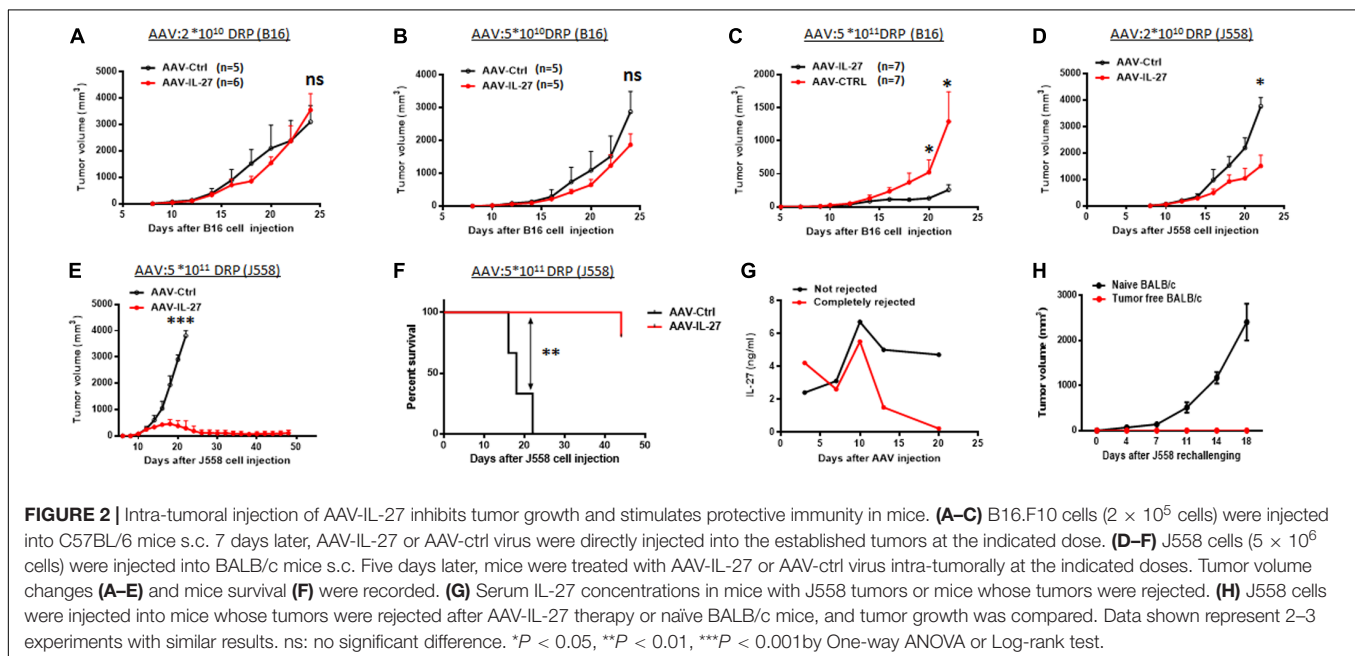 A
AAV:2*10¹⁰ DRP (B16)
AAV-Ctrl (n=5)
AAV-IL-27 (n=6)
ns
Tumor volume (mm³)
5000
4000
3000
2000
1000
0
5 10 15 20 25
Days after B16 cell injection
B
AAV:5*10¹⁰DRP (B16)
AAV-Ctrl (n=5)
AAV-IL-27 (n=5)
ns
Tumor volume (mm³)
4000
3000
2000
1000
0
5 10 15 20 25
Days after B16 cell injection
C
AAV:5 *10¹¹DRP (B16)
AAV-IL-27 (n=7)
AAV-CTRL (n=7)
*
*
Tumor volume (mm³)
2000
1500
1000
500
0
5 10 15 20 25
Days after B16 cell injection
D
AAV:2*10¹⁰ DRP (J558)
AAV-Ctrl
AAV-IL-27
*
Tumor volume (mm³)
5000
4000
3000
2000
1000
0
0 5 10 15 20 25
Days after J558 cell injection
E
AAV:5 *10¹¹ DRP (J558)
AAV-Ctrl
AAV-IL-27
***
Tumor volume (mm³)
5000
4000
3000
2000
1000
0
10 20 30 40 50
Days after J558 cell injection
F
AAV:5*10¹¹ DRP (J558)
AAV-Ctrl
AAV-IL-27
**
Percent survival
100
50
0
0 10 20 30 40 50
Days after J558 cell injection
G
Not rejected
Completely rejected
IL-27 (ng/ml)
8
6
4
2
0
0 5 10 15 20 25
Days after AAV injection
H
Naive BALB/c
Tumor free BALB/c
Tumor volume (mm³)
3000
2000
1000
0
0 4 7 11 14 18
Days after J558 rechallenging
FIGURE 2 | Intra-tumoral injection of AAV-IL-27 inhibits tumor growth and stimulates protective immunity in mice. (A–C) B16.F10 cells (2 × 10⁵ cells) were injected
into C57BL/6 mice s.c. 7 days later, AAV-IL-27 or AAV-ctrl virus were directly injected into the established tumors at the indicated dose. (D–F) J558 cells (5 × 10⁶
cells) were injected into BALB/c mice s.c. Five days later, mice were treated with AAV-IL-27 or AAV-ctrl virus intra-tumorally at the indicated doses. Tumor volume
changes (A–E) and mice survival (F) were recorded. (G) Serum IL-27 concentrations in mice with J558 tumors or mice whose tumors were rejected. (H) J558 cells
were injected into mice whose tumors were rejected after AAV-IL-27 therapy or naïve BALB/c mice, and tumor growth was compared. Data shown represent 2–3
experiments with similar results. ns: no significant difference. *P < 0.05, **P < 0.01, ***P < 0.001by One-way ANOVA or Log-rank test.